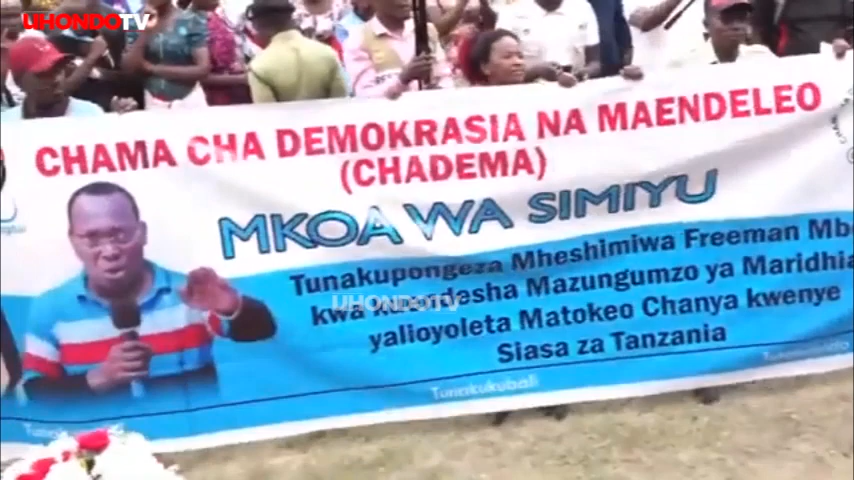 UHONDOTV
CHAMA CHA DEMOKRASIA NA MAENDELEO
(CHADEMA)
MKOA WA SIMIYU
Tunakupongeza Mheshimiwa Freeman
kwa Mazungumzo ya
UHONDOTV
yalioyoleta Matokeo Chanya kwenye
Siasa za Tanzania
Tunakukubali